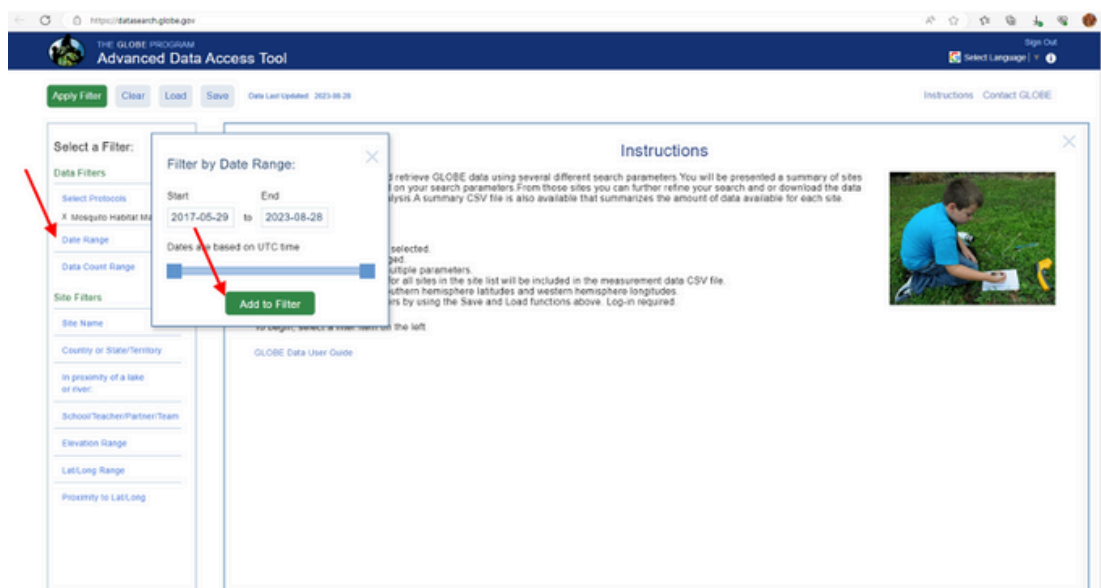 https://datasearch.globe.gov
THE GLOBE PROGRAM
Advanced Data Access Tool
Sign Out
Select Language
Apply Filter
Clear
Load
Save
Data Last Updated: 2023-08-28
Instructions
Contact GLOBE
Select a Filter:
Data Filters
Select Protocols
X Mosquito Habitat Ma
Date Range
Data Count Range
Site Filters
Site Name
Country or State/Territory
In proximity of a lake
or river:
School/Teacher/Partner/Team
Elevation Range
Lat/Long Range
Proximity to Lat/Long
Filter by Date Range:
Start
End
2017-05-29 to 2023-08-28
Dates are based on UTC time
Add to Filter
Instructions
retrieve GLOBE data using several different search parameters. You will be presented a summary of sites
on your search parameters. From those sites you can further refine your search and or download the data
lysis. A summary CSV file is also available that summarizes the amount of data available for each site.
selected.
ged.
ultiple parameters.
for all sites in the site list will be included in the measurement data CSV file.
uthern hemisphere latitudes and western hemisphere longitudes.
rs by using the Save and Load functions above. Log-in required.
To begin, select a filter item on the left
GLOBE Data User Guide